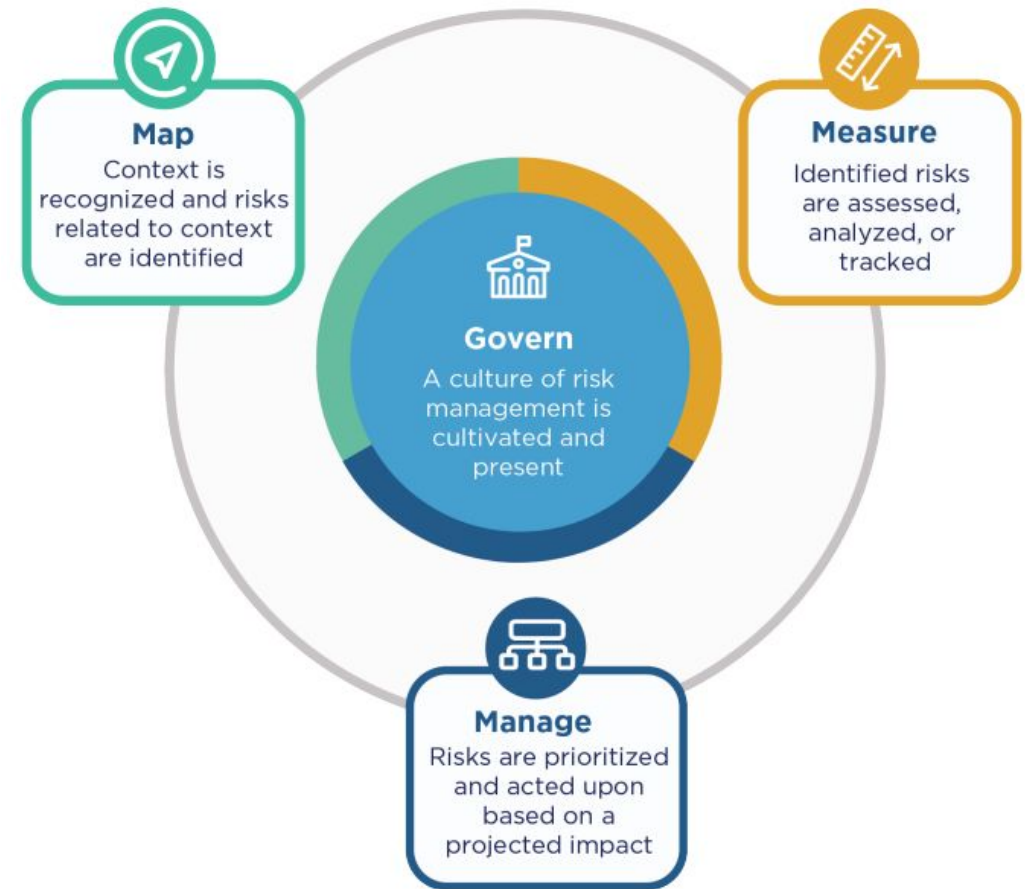 Map
Context is
recognized and risks
related to context
are identified
Measure
Identified risks
are assessed,
analyzed, or
tracked
Govern
A culture of risk
management is
cultivated and
present
Manage
Risks are prioritized
and acted upon
based on a
projected impact